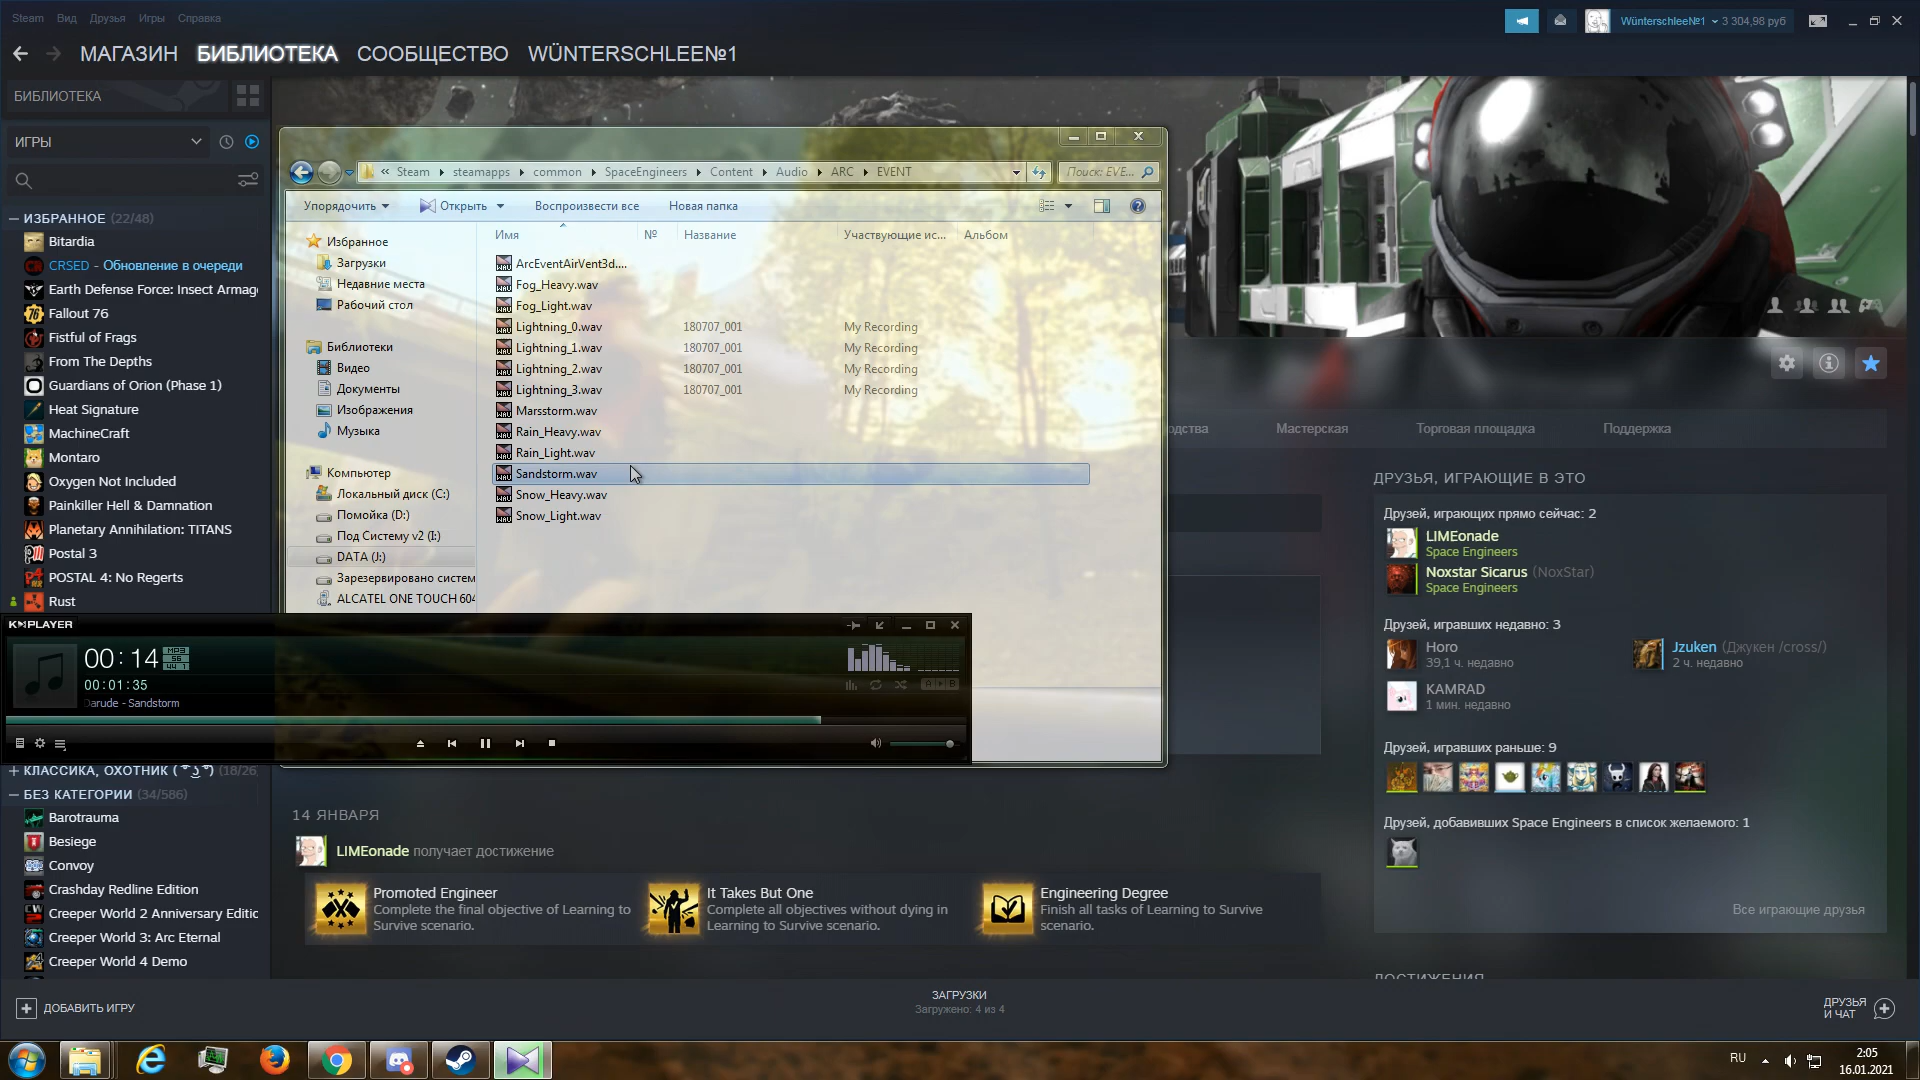 Steam Вид Друзья Игры Справка
Wünterschlee№1 3 304,98 руб
МАГАЗИН БИБЛИОТЕКА СООБЩЕСТВО WÜNTERSCHLEE№1
БИБЛИОТЕКА
ИГРЫ
ИЗБРАННОЕ (22/48)
Bitardia
CRSED - Обновление в очереди
Earth Defense Force: Insect Armag
Fallout 76
Fistful of Frags
From The Depths
Guardians of Orion (Phase 1)
Heat Signature
MachineCraft
Montaro
Oxygen Not Included
Painkiller Hell & Damnation
Planetary Annihilation: TITANS
Postal 3
POSTAL 4: No Regerts
Rust
« Steam steamapps common SpaceEngineers Content Audio ARC EVENT
Поиск: EVE...
Упорядочить Открыть Воспроизвести все Новая папка
Избранное
Загрузки
Недавние места
Рабочий стол
Библиотеки
Видео
Документы
Изображения
Музыка
Компьютер
Локальный диск (C:)
Помойка (D:)
Под Систему v2 (I:)
DATA (J:)
Зарезервировано систем
ALCATEL ONE TOUCH 604
Имя № Название Участвующие ис... Альбом
ArcEventAirVent3d....
Fog_Heavy.wav
Fog_Light.wav
Lightning_0.wav 180707_001 My Recording
Lightning_1.wav 180707_001 My Recording
Lightning_2.wav 180707_001 My Recording
Lightning_3.wav 180707_001 My Recording
Marsstorm.wav
Rain_Heavy.wav
Rain_Light.wav
Sandstorm.wav
Snow_Heavy.wav
Snow_Light.wav
KMPLAYER
00:14 MP3
56
44 1
00:01:35
Darude - Sandstorm
A B
КЛАССИКА, ОХОТНИК ( ͡° ͜ʖ ͡°) (18/26
БЕЗ КАТЕГОРИИ (34/586)
Barotrauma
Besiege
Convoy
Crashday Redline Edition
Creeper World 2 Anniversary Editic
Creeper World 3: Arc Eternal
Creeper World 4 Demo
одства Мастерская Торговая площадка Поддержка
ДРУЗЬЯ, ИГРАЮЩИЕ В ЭТО
Друзей, играющих прямо сейчас: 2
LIMEonade
Space Engineers
Noxstar Sicarus (NoxStar)
Space Engineers
Друзей, игравших недавно: 3
Horo
39,1 ч. недавно
Jzuken (Джукен /cross/)
2 ч. недавно
KAMRAD
1 мин. недавно
Друзей, игравших раньше: 9
Друзей, добавивших Space Engineers в список желаемого: 1
Все играющие друзья
ДОСТИЖЕНИЯ
14 ЯНВАРЯ
LIMEonade получает достижение
Promoted Engineer
Complete the final objective of Learning to
Survive scenario.
It Takes But One
Complete all objectives without dying in
Learning to Survive scenario.
Engineering Degree
Finish all tasks of Learning to Survive
scenario.
ДОБАВИТЬ ИГРУ
ЗАГРУЗКИ
Загружено: 4 из 4
ДРУЗЬЯ
И ЧАТ
RU
2:05
16.01.2021